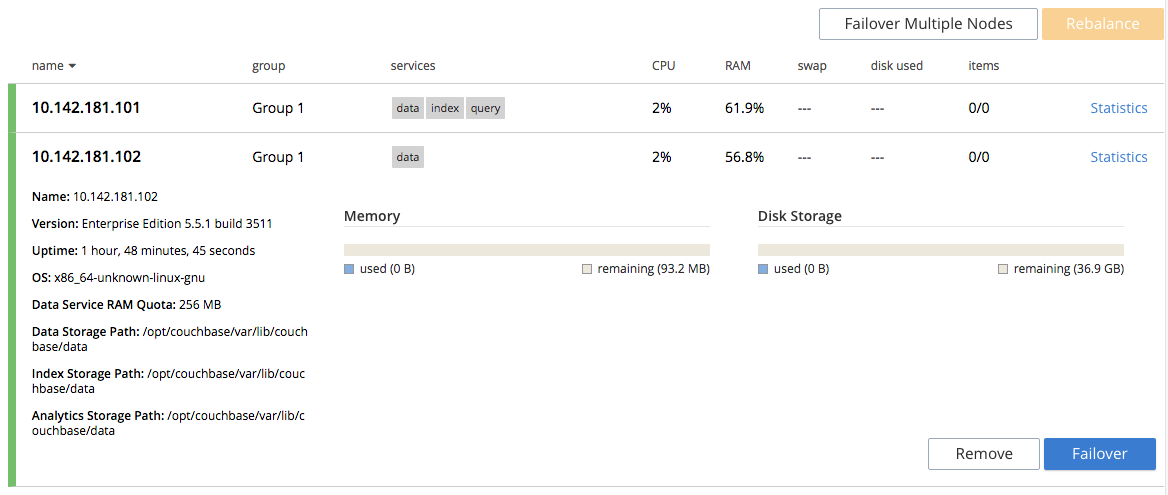 Failover Multiple Nodes Rebalance
name group services CPU RAM swap disk used items
10.142.181.101 Group 1 data index query 2% 61.9% --- --- 0/0 Statistics
10.142.181.102 Group 1 data 2% 56.8% --- --- 0/0 Statistics
Name: 10.142.181.102
Version: Enterprise Edition 5.5.1 build 3511
Uptime: 1 hour, 48 minutes, 45 seconds
OS: x86_64-unknown-linux-gnu
Data Service RAM Quota: 256 MB
Data Storage Path: /opt/couchbase/var/lib/couch
base/data
Index Storage Path: /opt/couchbase/var/lib/couc
hbase/data
Analytics Storage Path: /opt/couchbase/var/lib/c
ouchbase/data
Memory
used (0 B) remaining (93.2 MB)
Disk Storage
used (0 B) remaining (36.9 GB)
Remove Failover